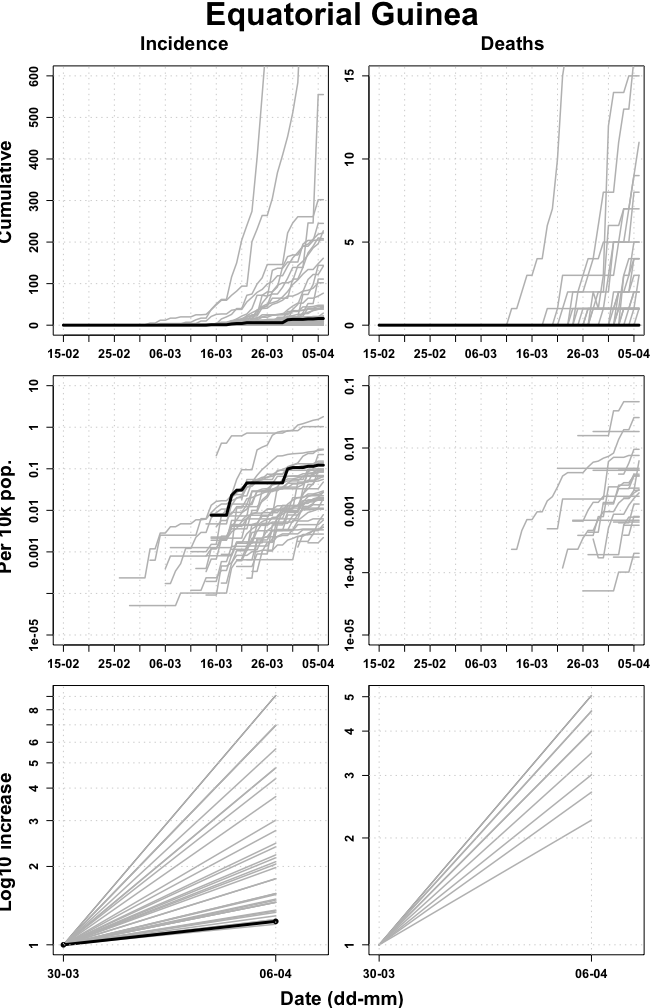 Equatorial Guinea
Incidence Deaths
Cumulative
600
500
400
300
200
100
0
15-02 25-02 06-03 16-03 26-03 05-04
15
10
5
0
15-02 25-02 06-03 16-03 26-03 05-04
Per 10k pop.
10
1
0.1
0.01
0.001
1e-05
15-02 25-02 06-03 16-03 26-03 05-04
0.1
0.01
0.001
1e-04
1e-05
15-02 25-02 06-03 16-03 26-03 05-04
Log10 increase
8
6
5
4
3
2
1
30-03 06-04
5
4
3
2
1
30-03 06-04
Date (dd-mm)